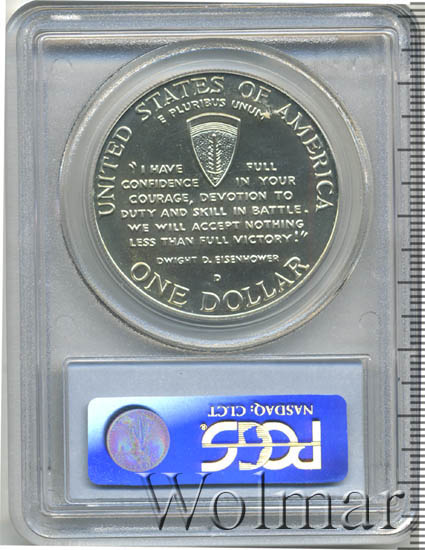 UNITED STATES OF AMERICA
E PLURIBUS UNUM
"I HAVE FULL
CONFIDENCE IN YOUR
COURAGE, DEVOTION TO
DUTY AND SKILL IN BATTLE.
WE WILL ACCEPT NOTHING
LESS THAN FULL VICTORY!"
DWIGHT D. EISENHOWER
D
ONE DOLLAR
NASDAQ: CLCT
PCGS®
Wolmar